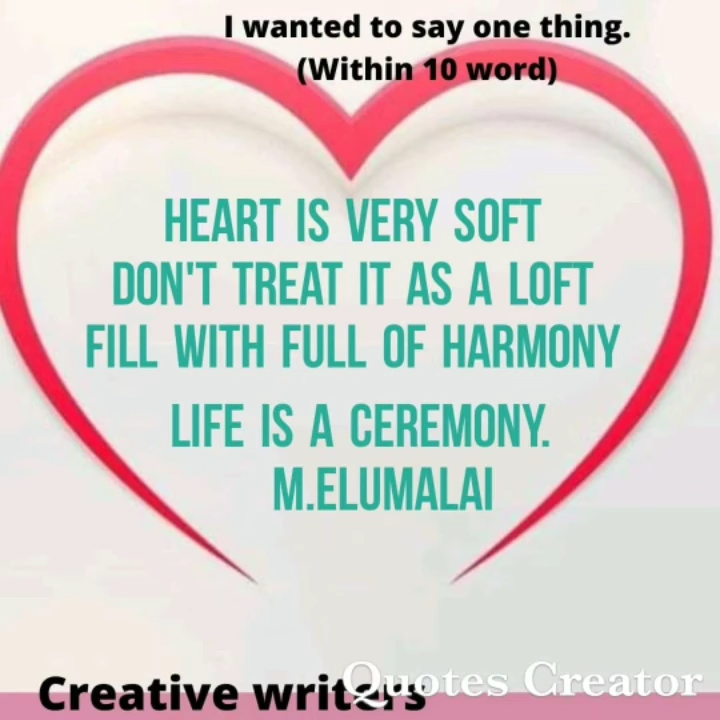 I wanted to say one thing.
(Within 10 word)
HEART IS VERY SOFT
DON'T TREAT IT AS A LOFT
FILL WITH FULL OF HARMONY
LIFE IS A CEREMONY.
M.ELUMALAI
Creative writers
Quotes Creator